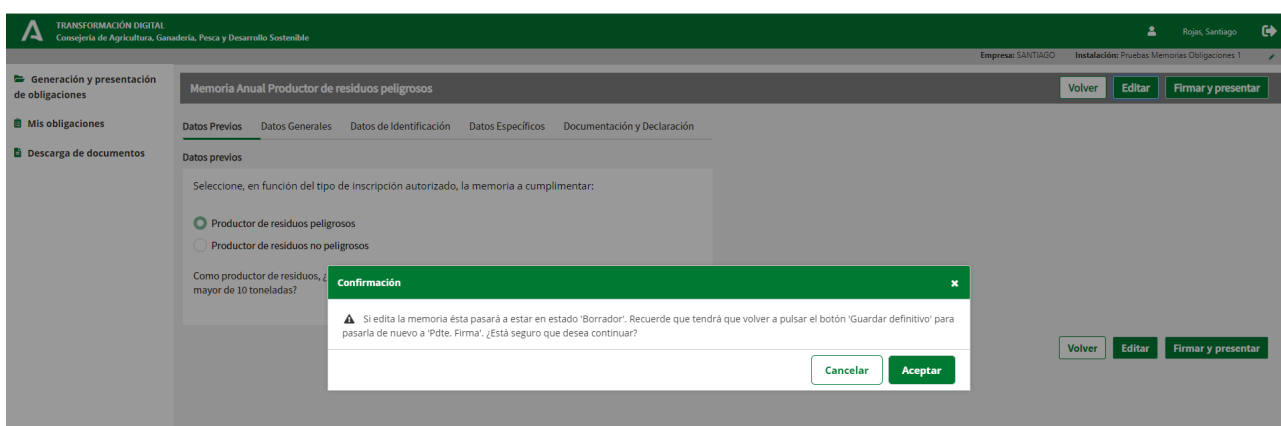 TRANSFORMACIÓN DIGITAL
Consejería de Agricultura, Ganadería, Pesca y Desarrollo Sostenible
Rojas, Santiago
Empresa: SANTIAGO Instalación: Pruebas Memorias Obligaciones 1
Generación y presentación
de obligaciones
Mis obligaciones
Descarga de documentos
Memoria Anual Productor de residuos peligrosos
Volver Editar Firmar y presentar
Datos Previos Datos Generales Datos de Identificación Datos Específicos Documentación y Declaración
Datos previos
Seleccione, en función del tipo de inscripción autorizado, la memoria a cumplimentar:
Productor de residuos peligrosos
Productor de residuos no peligrosos
Como productor de residuos, ¿
mayor de 10 toneladas?
Confirmación
Si edita la memoria ésta pasará a estar en estado 'Borrador'. Recuerde que tendrá que volver a pulsar el botón 'Guardar definitivo' para
pasarla de nuevo a 'Pdte. Firma'. ¿Está seguro que desea continuar?
Cancelar Aceptar
Volver Editar Firmar y presentar